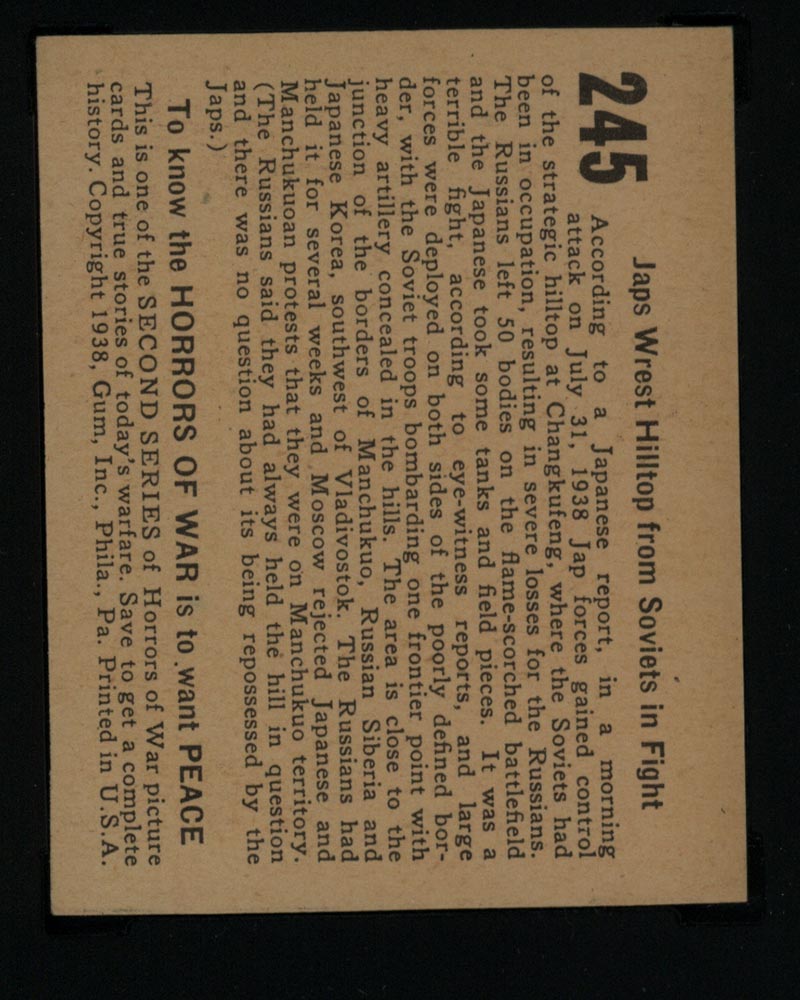 Japs Wrest Hilltop from Soviets in Fight
245
According to a Japanese report, in a morning
attack on July 31, 1938 Jap forces gained control
of the strategic hilltop at Changkufeng, where the Soviets had
been in occupation, resulting in severe losses for the Russians.
The Russians left 50 bodies on the flame-scorched battlefield
and the Japanese took some tanks and field pieces. It was a
terrible fight, according to eye-witness reports, and large
forces were deployed on both sides of the poorly defined bor-
der, with the Soviet troops bombarding one frontier point with
heavy artillery concealed in the hills. The area is close to the
junction of the borders of Manchukuo, Russian Siberia and
Japanese Korea, southwest of Vladivostok. The Russians had
held it for several weeks and Moscow rejected Japanese and
Manchukuoan protests that they were on Manchukuo territory.
(The Russians said they had always held the hill in question
and there was no question about its being repossessed by the
Japs.)
To know the HORRORS OF WAR is to want PEACE
This is one of the SECOND SERIES of Horrors of War picture
cards and true stories of today's warfare. Save to get a complete
history. Copyright 1938, Gum, Inc., Phila., Pa. Printed in U.S.A.